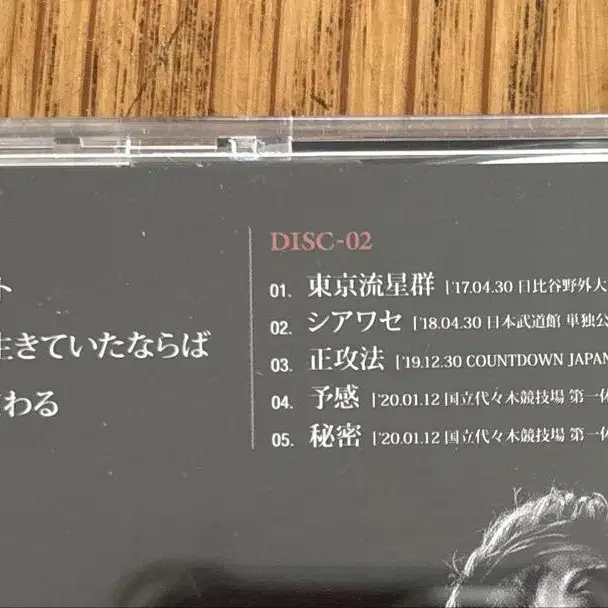 ト
生きていたならば
わる
DISC-02
01. 東京流星群 ['17.04.30 日比谷野外大
02. シアワセ ['18.04.30 日本武道館 単独公
03. 正攻法 ['19.12.30 COUNTDOWN JAPAN
04. 予感 ['20.01.12 国立代々木競技場 第一体
05. 秘密 ['20.01.12 国立代々木競技場 第一体